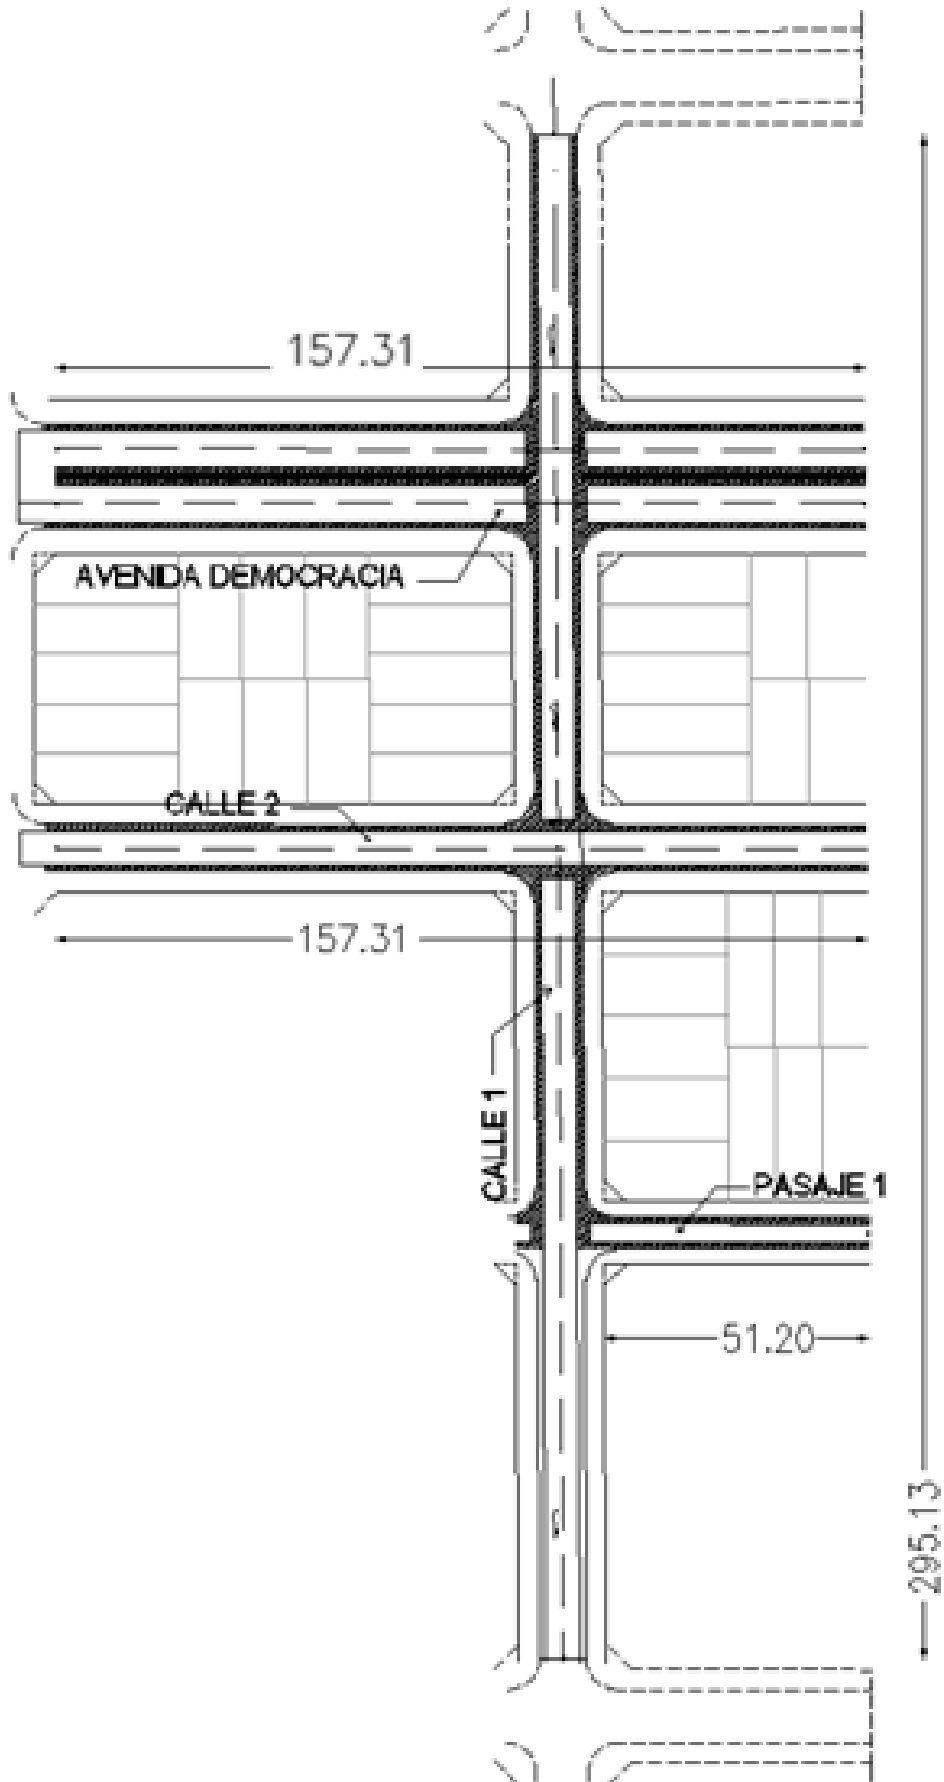 157.31
AVENIDA DEMOCRACIA
CALLE 2
157.31
CALLE 1
PASAJE 1
51.20
295.13